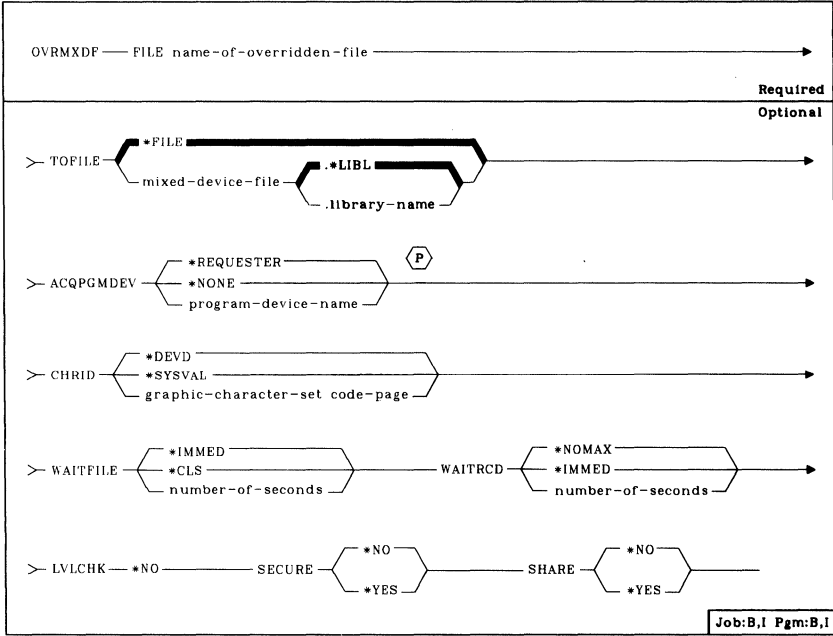 OVRMXDF FILE name-of-overridden-file
Required
Optional
*FILE
TOFILE
.*LIBL
mixed-device-file
.library-name
P
*REQUESTER
ACQPGMDEV *NONE
program-device-name
*DEVD
CHRID *SYSVAL
graphic-character-set code-page
*IMMED *NOMAX
WAITFILE *CLS WAITRCD *IMMED
number-of-seconds number-of-seconds
*NO *NO
LVLCHK *NO SECURE SHARE
*YES *YES
Job:B,I Pgm:B,I